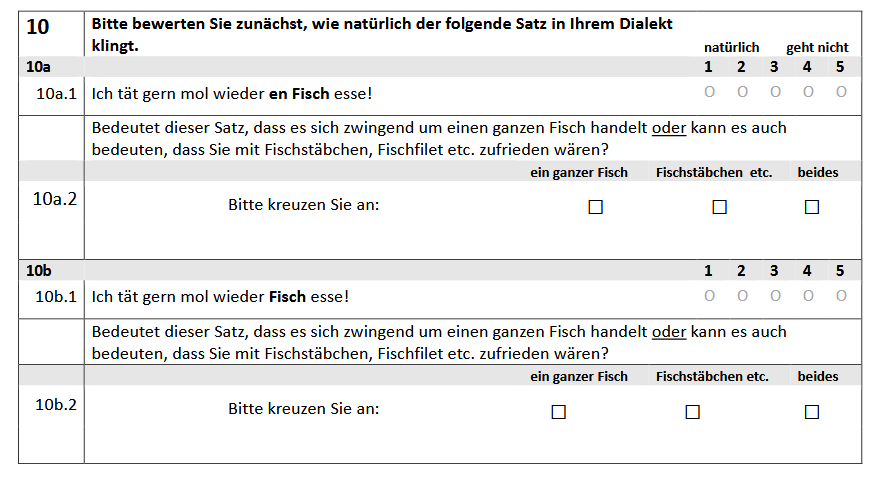 10 Bitte bewerten Sie zunächst, wie natürlich der folgende Satz in Ihrem Dialekt
klingt.
natürlich geht nicht
10a 1 2 3 4 5
10a.1 Ich tät gern mol wieder en Fisch esse! O O O O O
Bedeutet dieser Satz, dass es sich zwingend um einen ganzen Fisch handelt oder kann es auch
bedeuten, dass Sie mit Fischstäbchen, Fischfilet etc. zufrieden wären?
ein ganzer Fisch Fischstäbchen etc. beides
10a.2 Bitte kreuzen Sie an: ☐ ☐ ☐
10b 1 2 3 4 5
10b.1 Ich tät gern mol wieder Fisch esse! O O O O O
Bedeutet dieser Satz, dass es sich zwingend um einen ganzen Fisch handelt oder kann es auch
bedeuten, dass Sie mit Fischstäbchen, Fischfilet etc. zufrieden wären?
ein ganzer Fisch Fischstäbchen etc. beides
10b.2 Bitte kreuzen Sie an: ☐ ☐ ☐